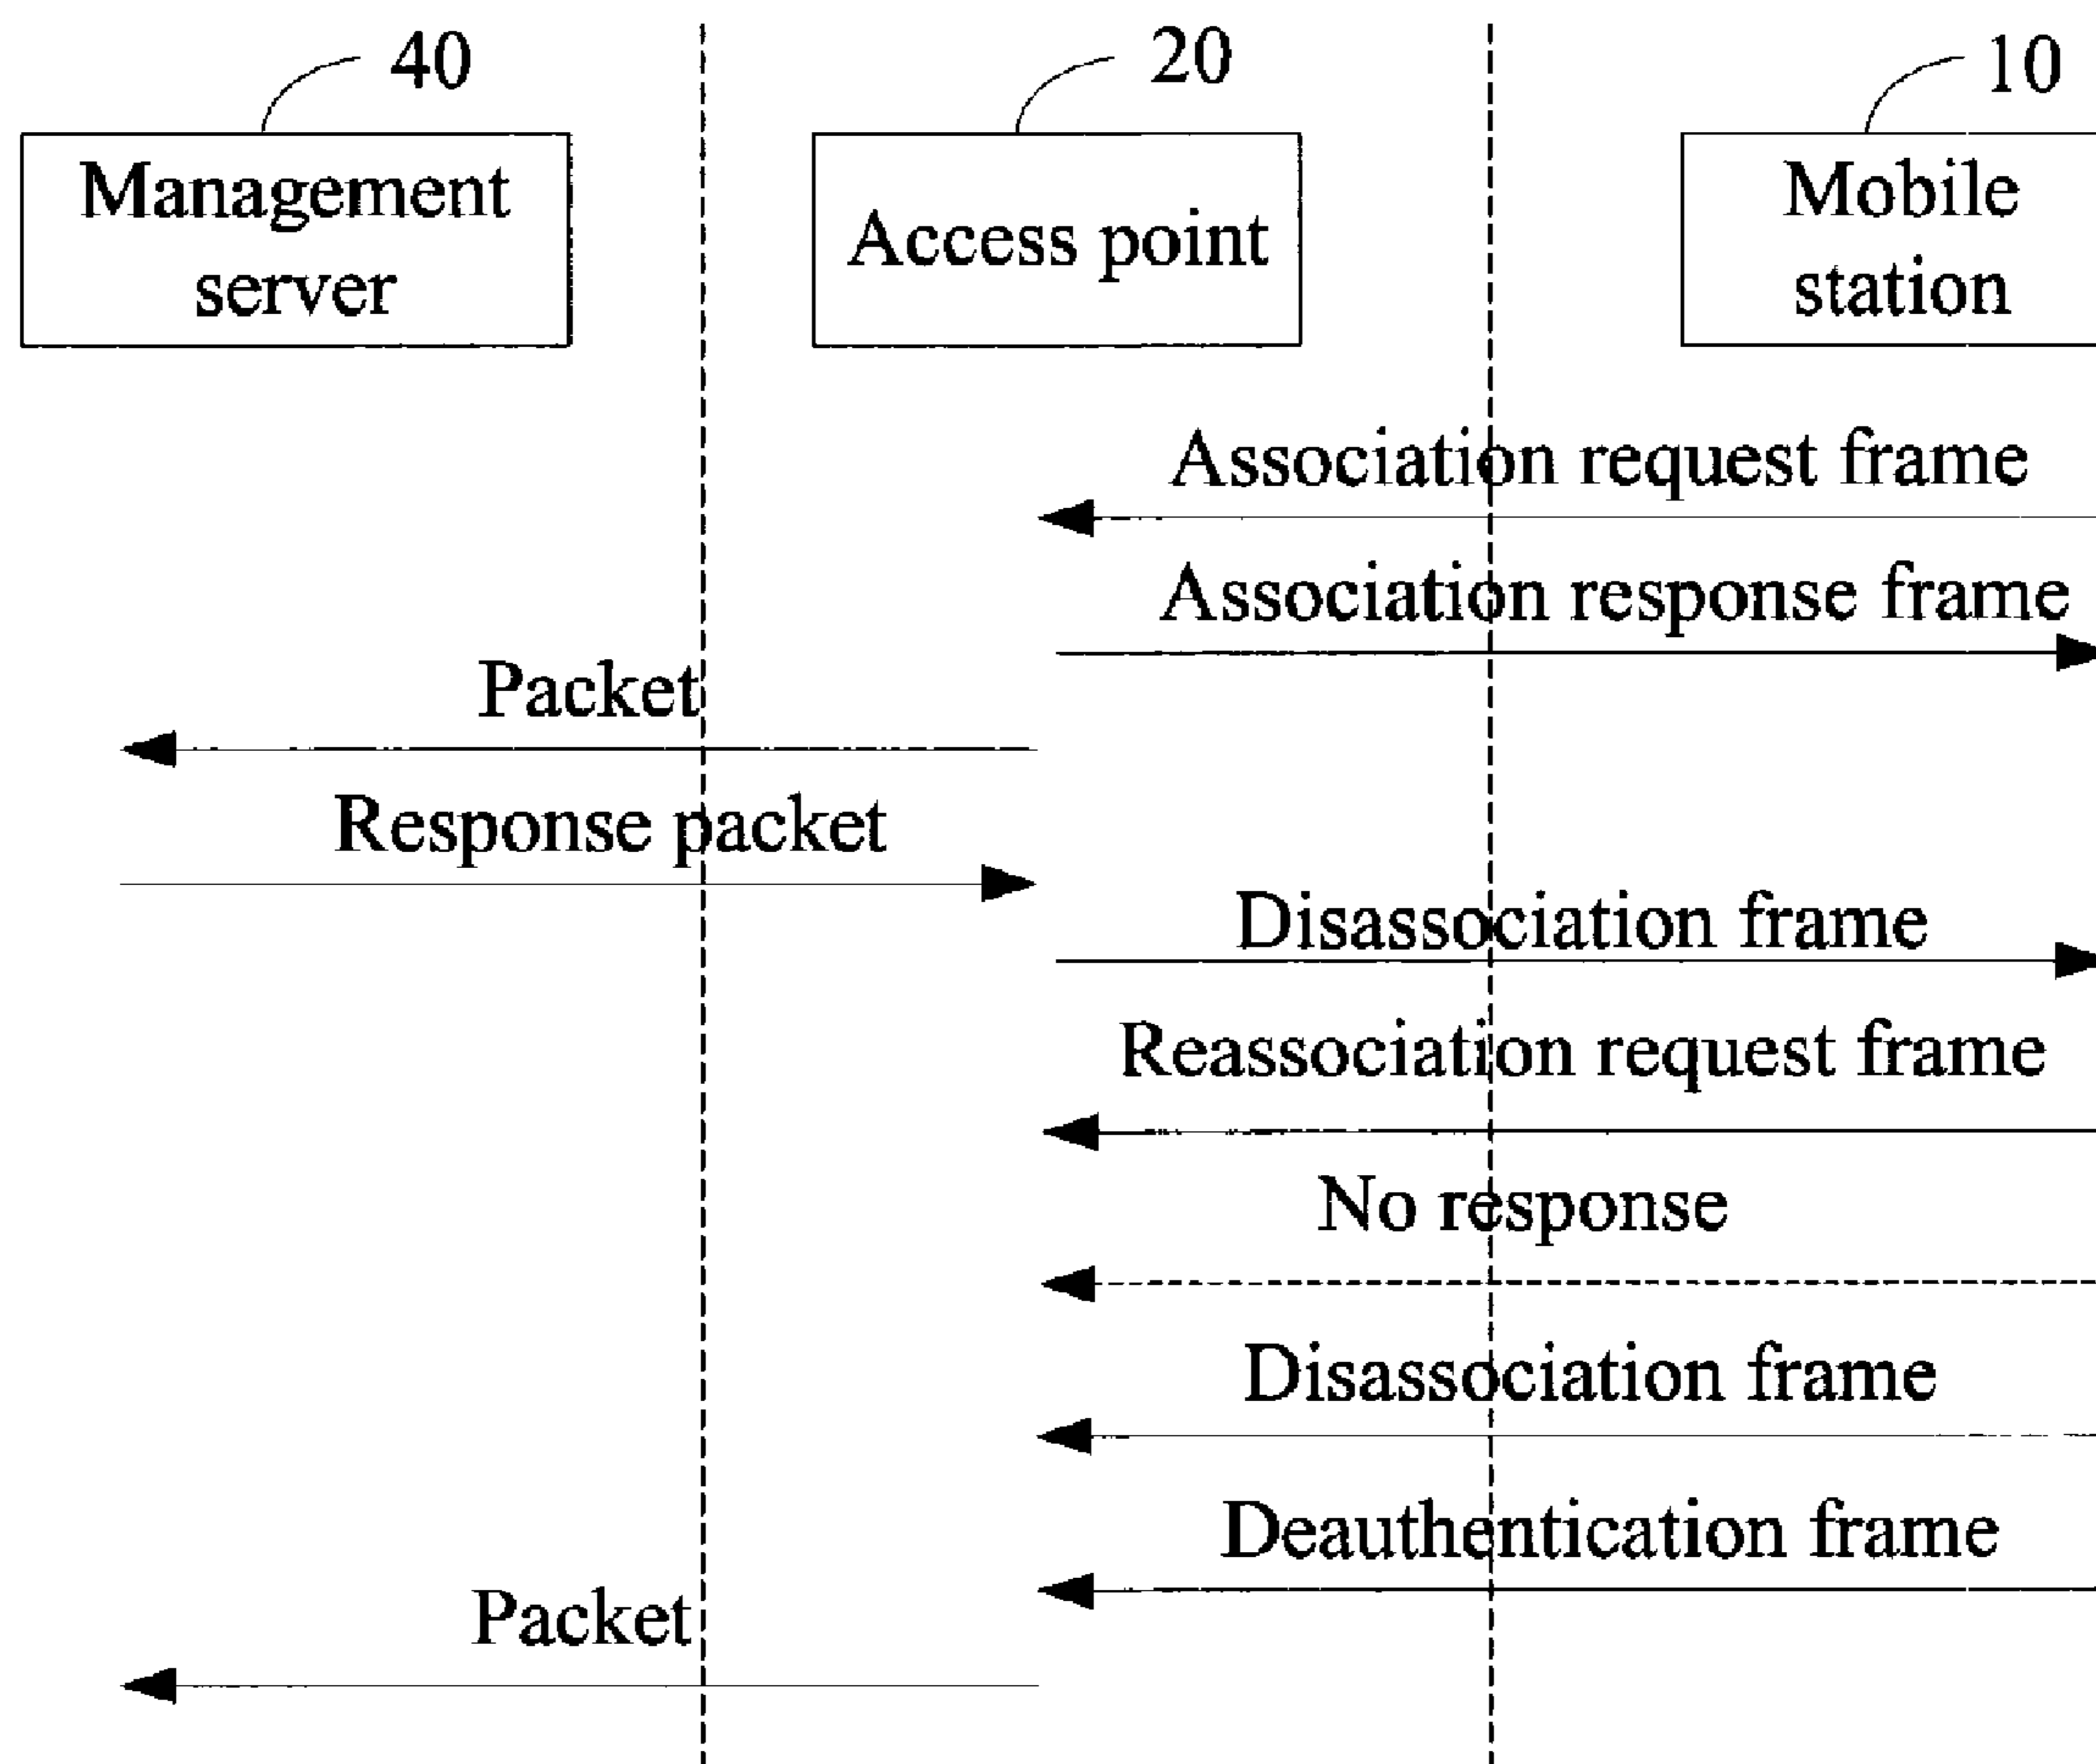 40
20
10
Management
server
Access point
Mobile
station
Association request frame
Association response frame
Packet
Response packet
Disassociation frame
Reassociation request frame
No response
Disassociation frame
Deauthentication frame
Packet